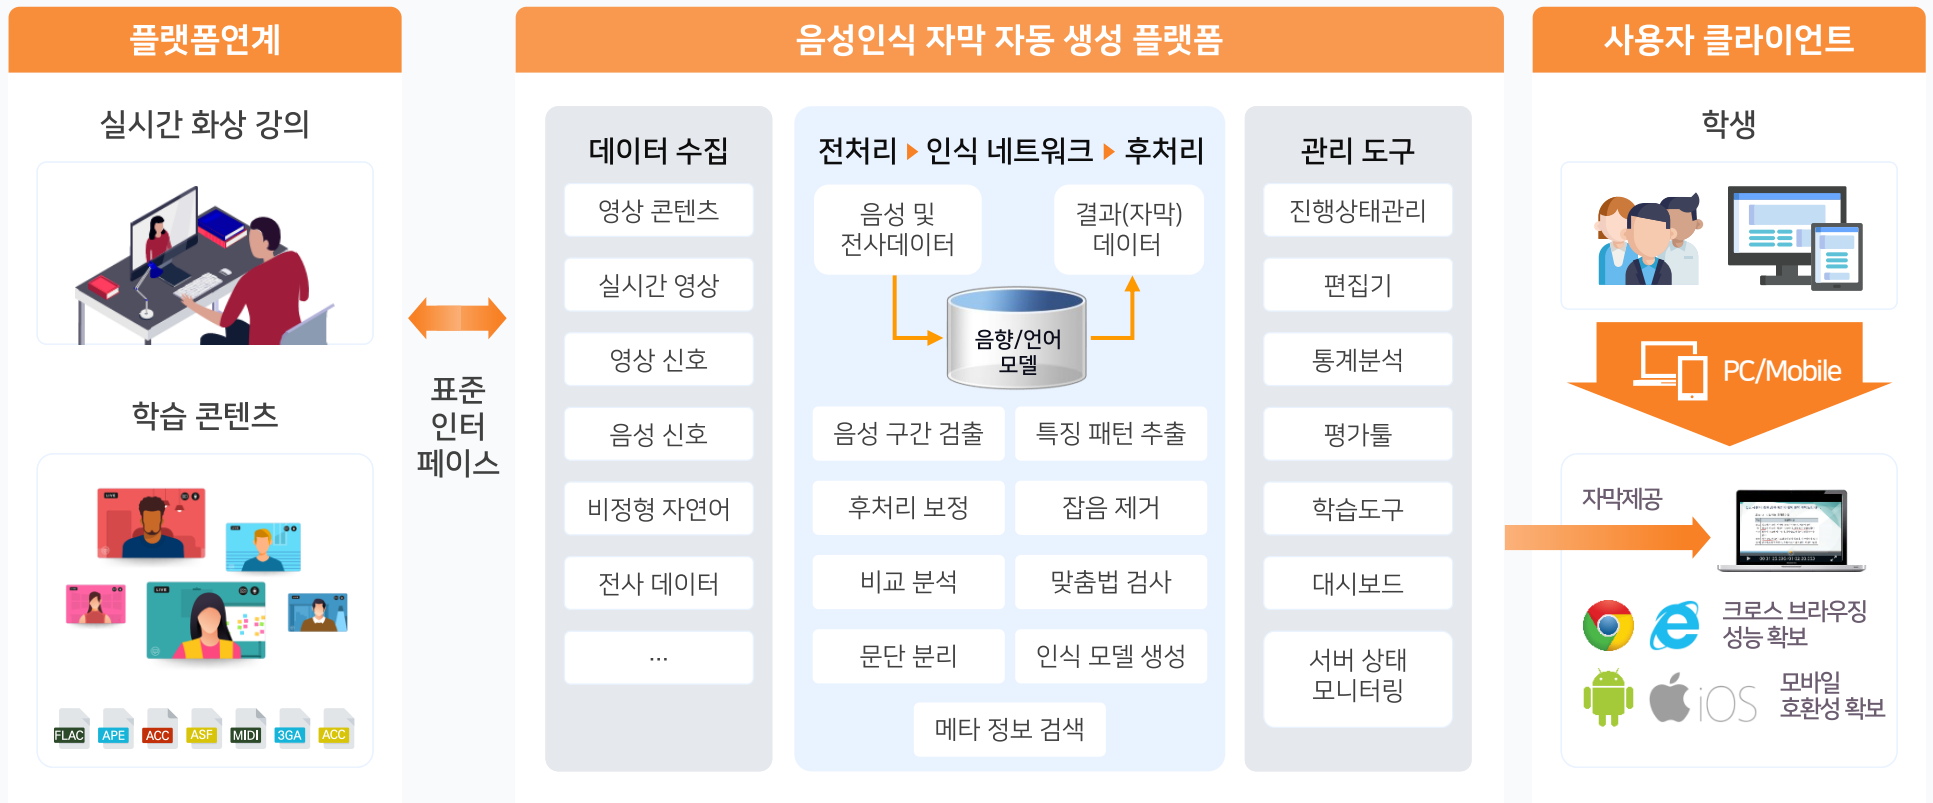 플랫폼연계
실시간 화상 강의
학습 콘텐츠
LIVE
LIVE
LIVE
FLAC
APE
ACC
ASF
MIDI
3GA
ACC
표준
인터
페이스
음성인식 자막 자동 생성 플랫폼
데이터 수집
영상 콘텐츠
실시간 영상
영상 신호
음성 신호
비정형 자연어
전사 데이터
...
전처리 ▶ 인식 네트워크 ▶ 후처리
음성 및
전사데이터
결과(자막)
데이터
음향/언어
모델
음성 구간 검출
특징 패턴 추출
후처리 보정
잡음 제거
비교 분석
맞춤법 검사
문단 분리
인식 모델 생성
메타 정보 검색
관리 도구
진행상태관리
편집기
통계분석
평가툴
학습도구
대시보드
서버 상태
모니터링
사용자 클라이언트
학생
PC/Mobile
자막제공
크로스 브라우징
성능 확보
iOS
모바일
호환성 확보